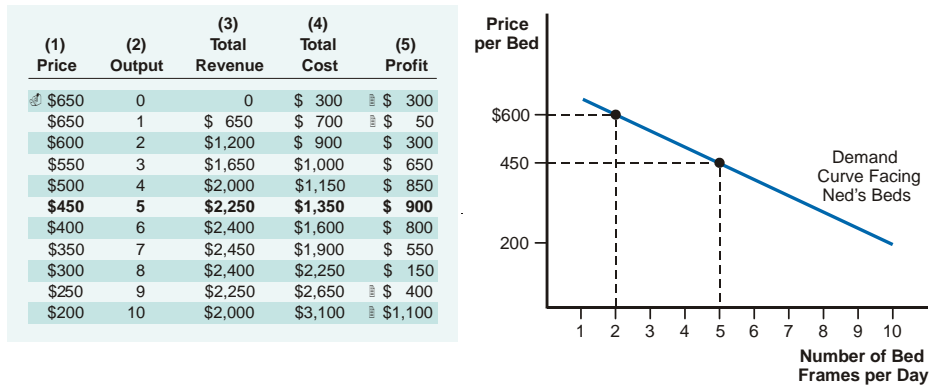 (1) (2) (3) (4) (5)
Price Output Total Revenue Total Cost Profit
$650 0 0 $ 300 $ 300
$650 1 $ 650 $ 700 $ 50
$600 2 $1,200 $ 900 $ 300
$550 3 $1,650 $1,000 $ 650
$500 4 $2,000 $1,150 $ 850
$450 5 $2,250 $1,350 $ 900
$400 6 $2,400 $1,600 $ 800
$350 7 $2,450 $1,900 $ 550
$300 8 $2,400 $2,250 $ 150
$250 9 $2,250 $2,650 $ 400
$200 10 $2,000 $3,100 $1,100
Price
per Bed
$600
450
200
Demand
Curve Facing
Ned's Beds
1 2 3 4 5 6 7 8 9 10
Number of Bed
Frames per Day